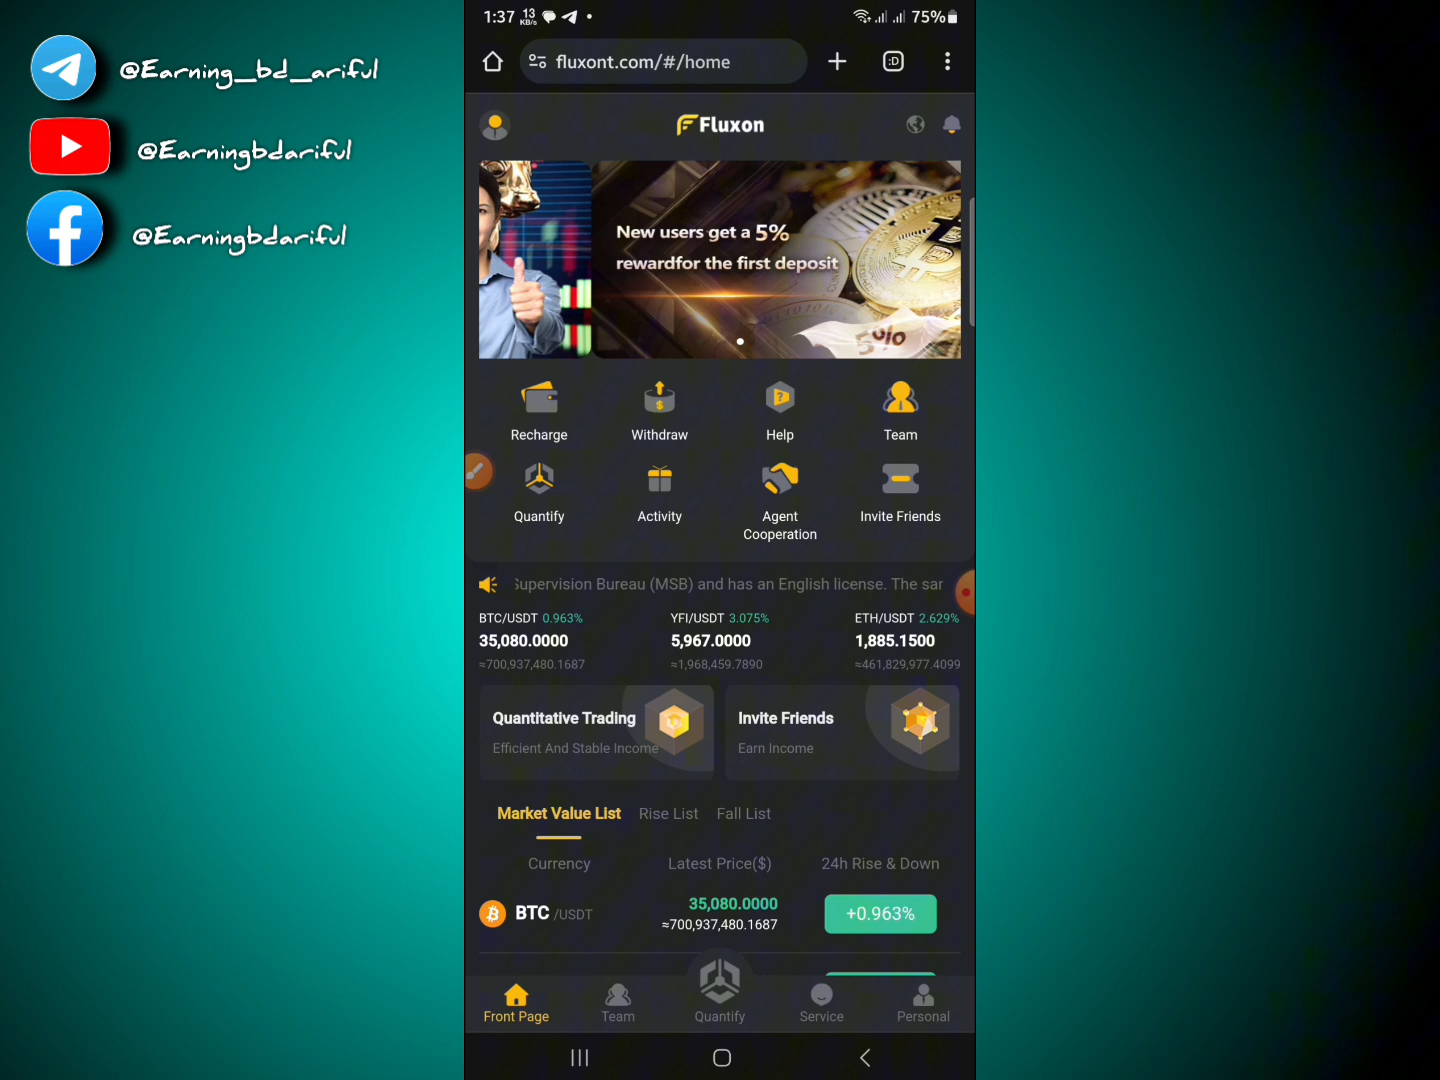 @Earning_bd_ariful
@Earningbdariful
@Earningbdariful
1:37 13 KB/s 75%
fluxont.com/#/home :D
Fluxon
New users get a 5%
rewardfor the first deposit
5%
Recharge Withdraw Help Team
Quantify Activity Agent Cooperation Invite Friends
Supervision Bureau (MSB) and has an English license. The sar
BTC/USDT 0.963% YFI/USDT 3.075% ETH/USDT 2.629%
35,080.0000 5,967.0000 1,885.1500
≈700,937,480.1687 ≈1,968,459.7890 ≈461,829,977.4099
Quantitative Trading Invite Friends
Efficient And Stable Income Earn Income
Market Value List Rise List Fall List
Currency Latest Price($) 24h Rise & Down
BTC /USDT 35,080.0000 +0.963%
≈700,937,480.1687
Front Page Team Quantify Service Personal